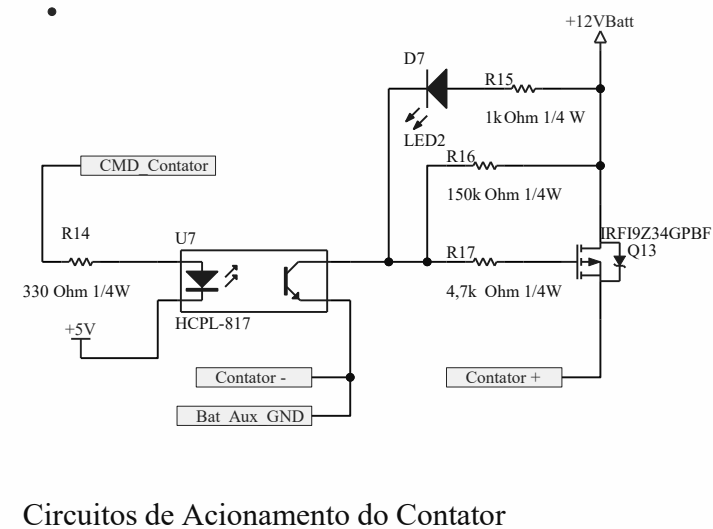 +12VBatt
D7
R15
1k Ohm 1/4 W
LED2
R16
CMD_Contator
150k Ohm 1/4W
R14
U7
IRFI9Z34GPBF
R17
Q13
330 Ohm 1/4W
4,7k Ohm 1/4W
+5V
HCPL-817
Contator -
Contator +
Bat_Aux_GND
Circuitos de Acionamento do Contator